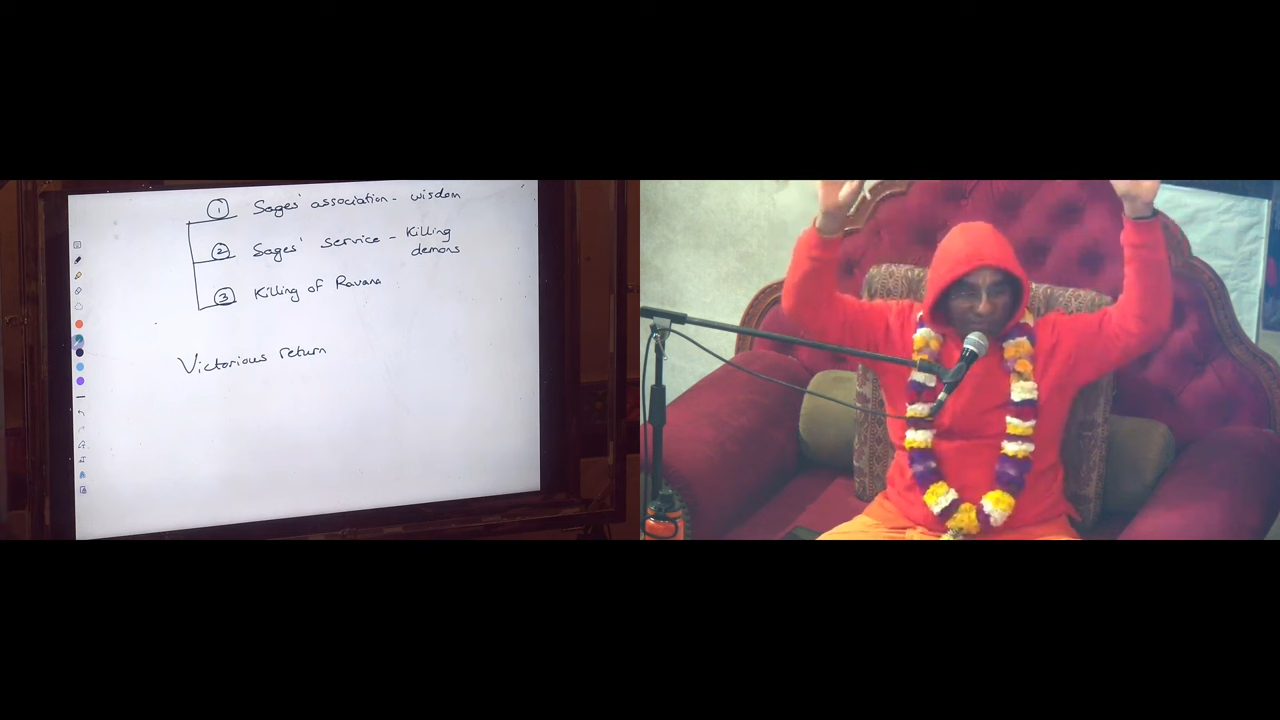 ① Sages' association - wisdom
② Sages' service - Killing
demons
③ Killing of Ravana
Victorious return